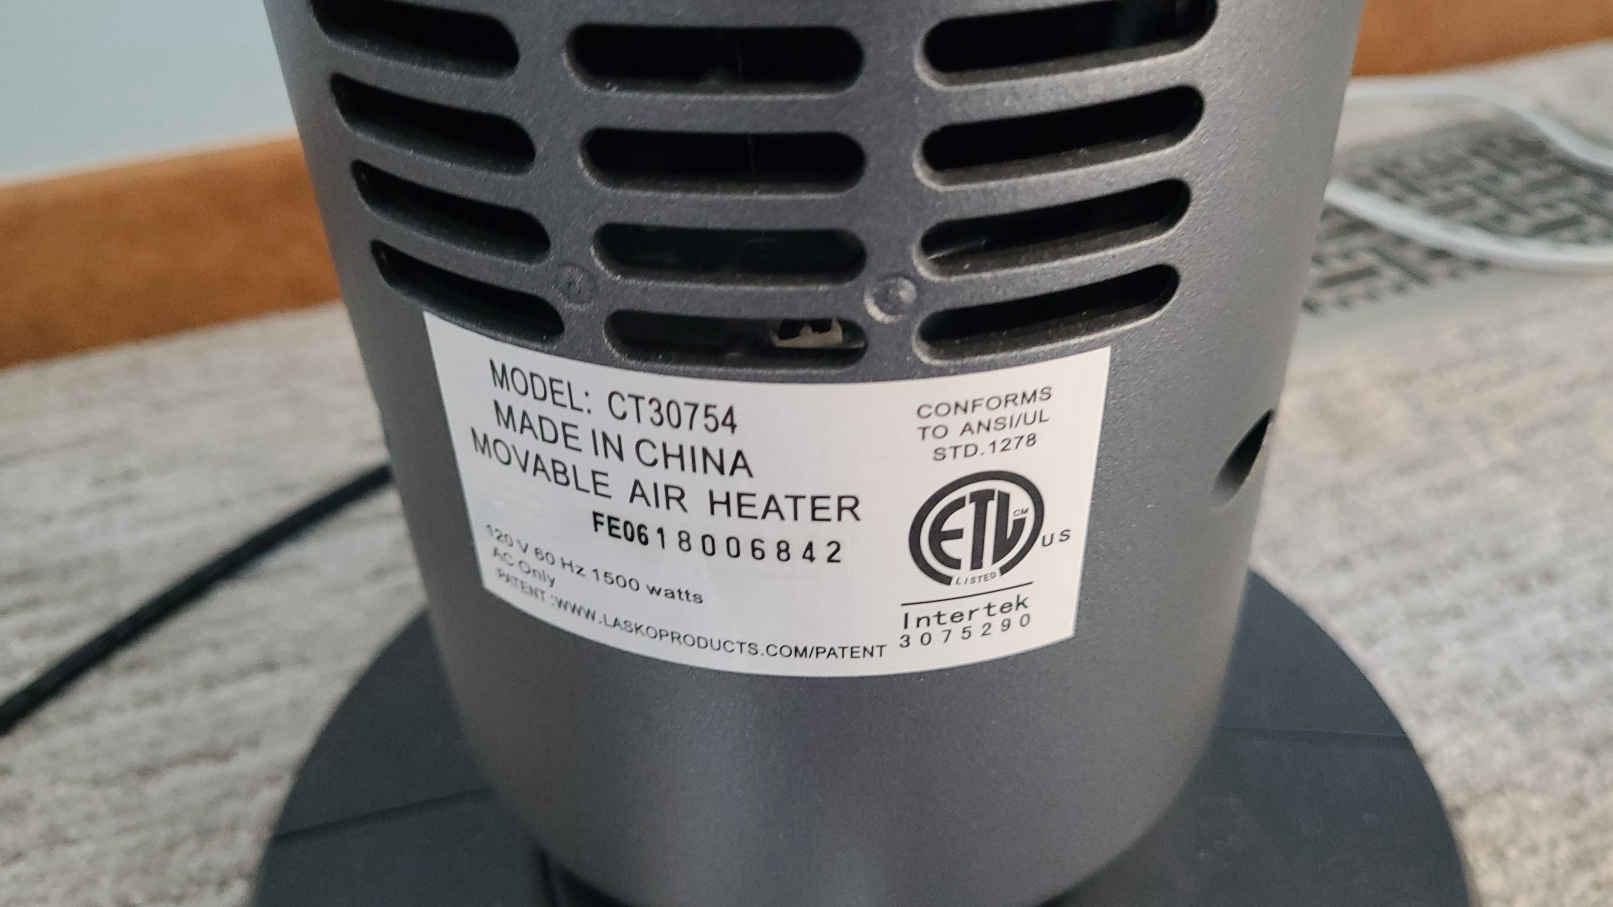 MODEL: CT30754
MADE IN CHINA
MOVABLE AIR HEATER
FE0618006842
120 V 60 Hz 1500 watts
AC Only
PATENT :WWW.LASKOPRODUCTS.COM/PATENT
CONFORMS
TO ANSI/UL
STD.1278
ETL CM
US
LISTED
Intertek
3075290